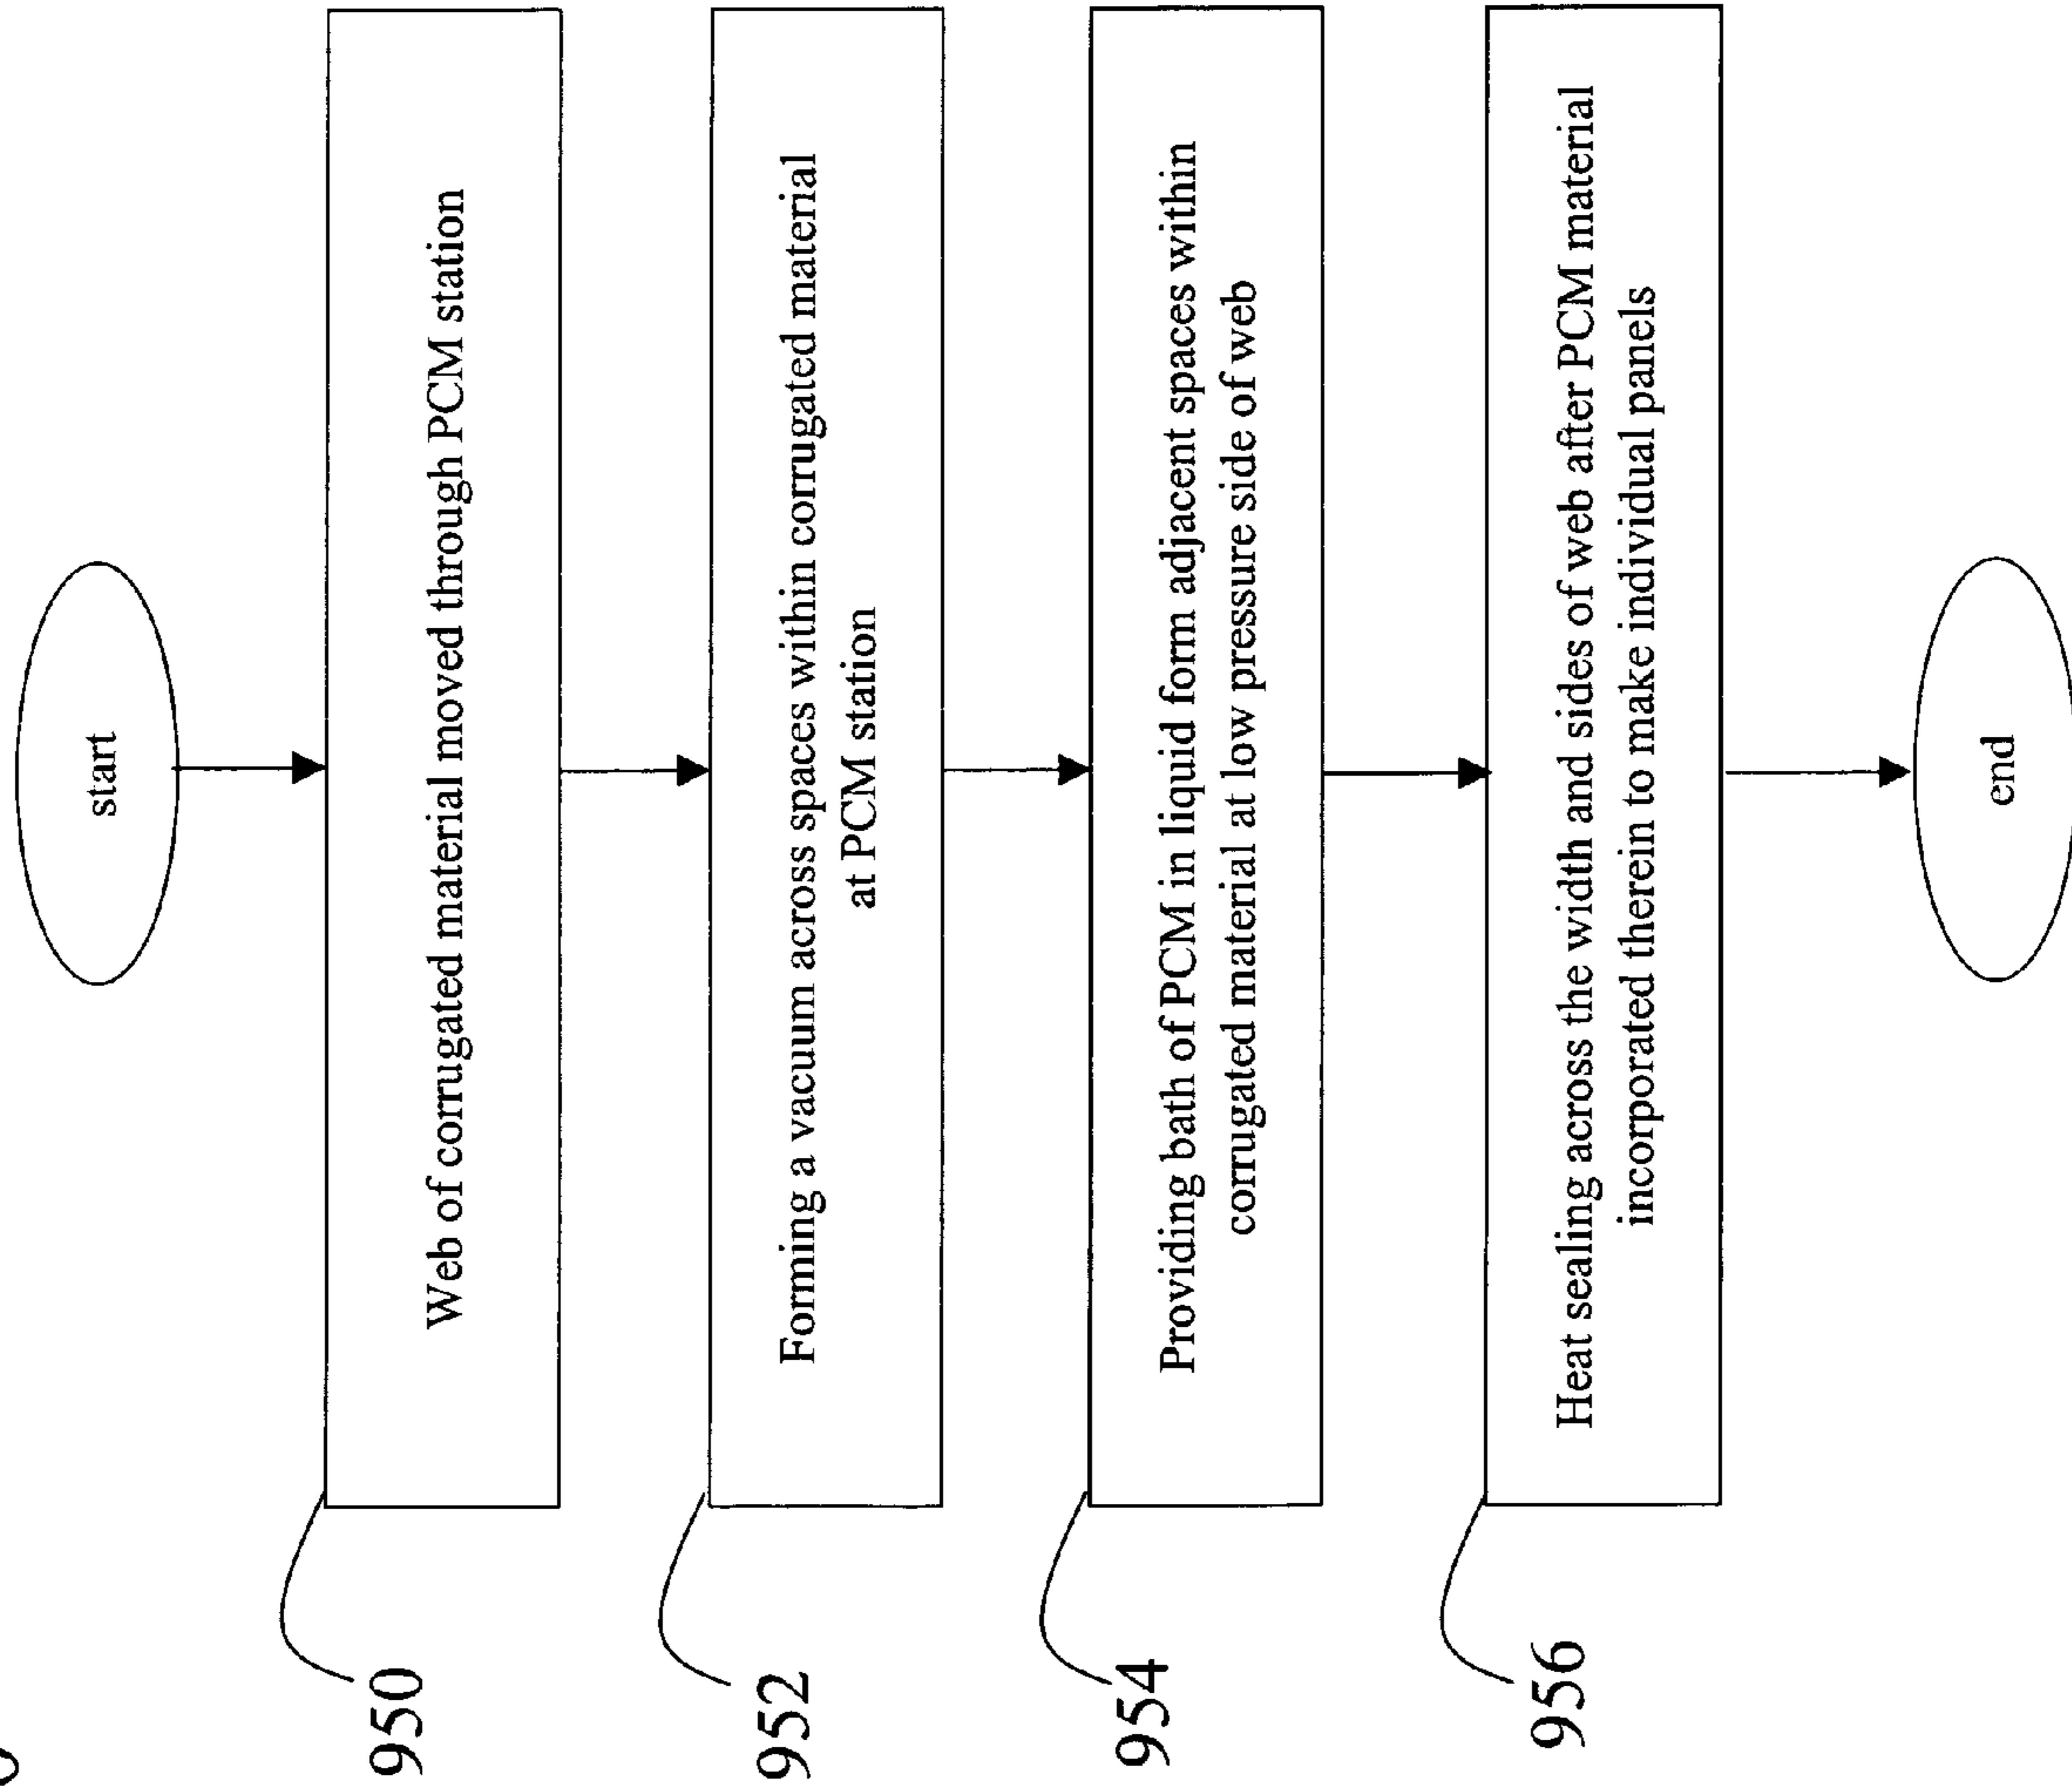 start
950
Web of corrugated material moved through PCM station
952
Forming a vacuum across spaces within corrugated material
at PCM station
954
Providing bath of PCM in liquid form adjacent spaces within
corrugated material at low pressure side of web
956
Heat sealing across the width and sides of web after PCM material
incorporated therein to make individual panels
end